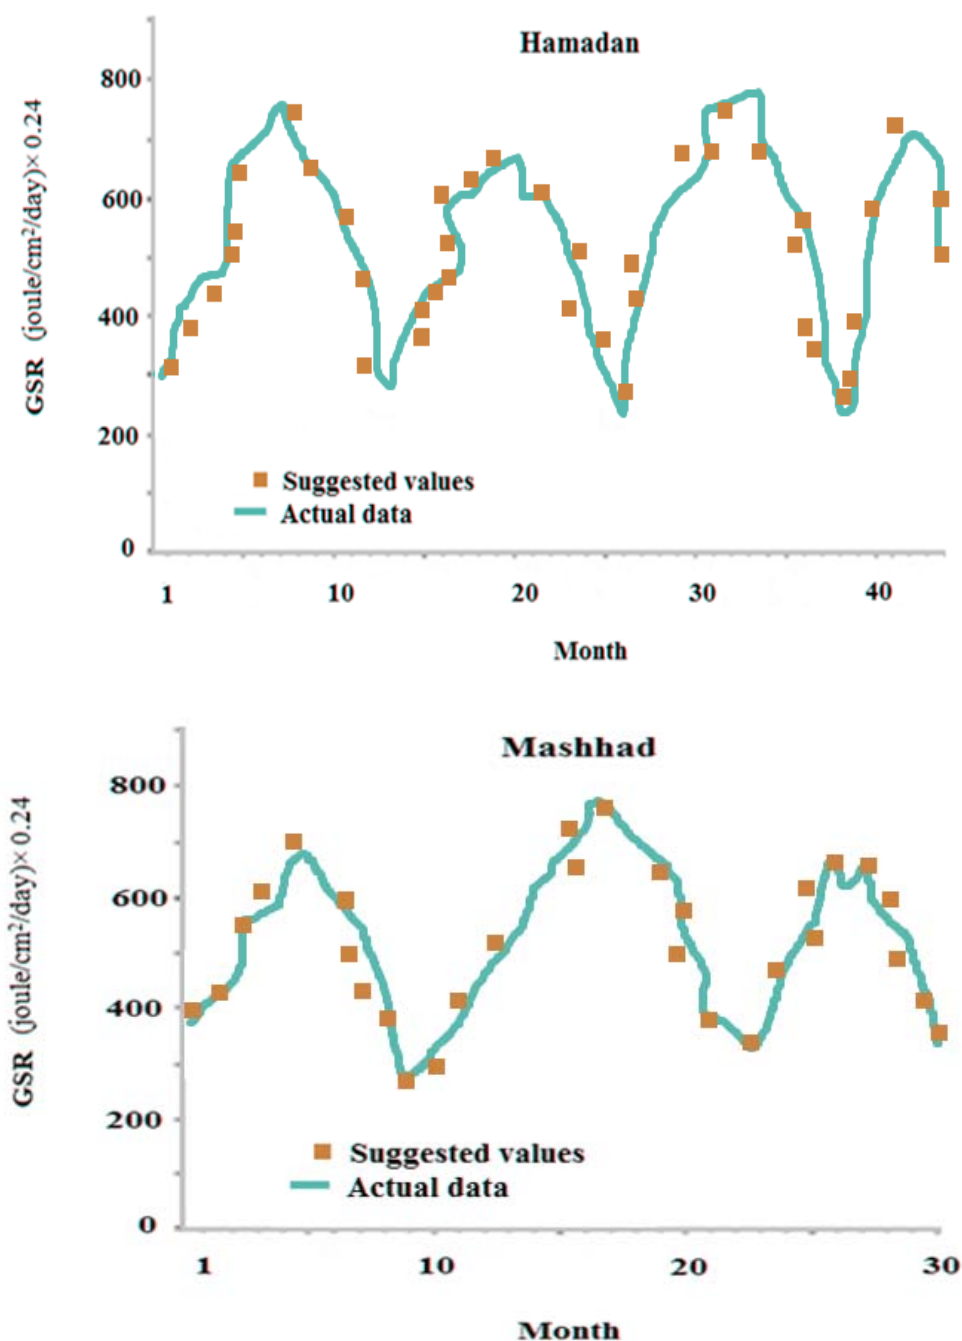 Hamadan
GSR (joule/cm²/day)× 0.24
800
600
400
200
0
Suggested values
Actual data
1 10 20 30 40
Month
Mashhad
GSR (joule/cm²/day)× 0.24
800
600
400
200
0
Suggested values
Actual data
1 10 20 30
Month